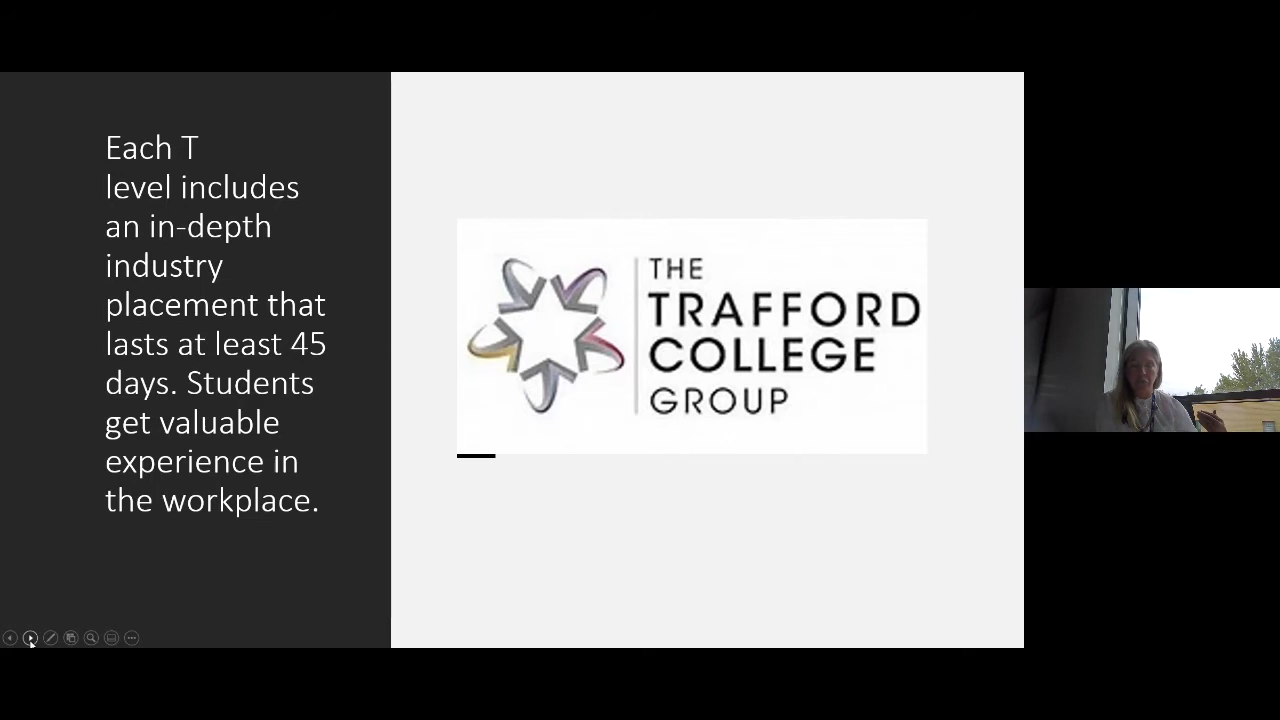 Each T
level includes
an in-depth
industry
placement that
lasts at least 45
days. Students
get valuable
experience in
the workplace.
THE
TRAFFORD
COLLEGE
GROUP